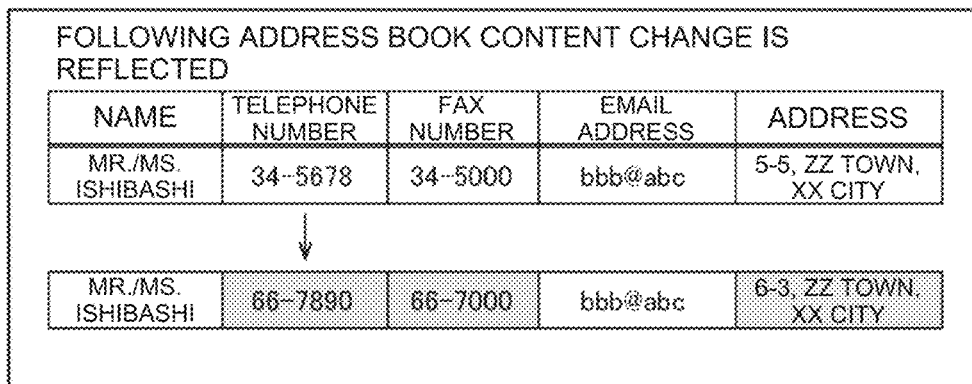 FOLLOWING ADDRESS BOOK CONTENT CHANGE IS
REFLECTED
NAME TELEPHONE NUMBER FAX NUMBER EMAIL ADDRESS ADDRESS
MR./MS. ISHIBASHI 34-5678 34-5000 bbb@abc 5-5, ZZ TOWN, XX CITY
MR./MS. ISHIBASHI 66-7890 66-7000 bbb@abc 6-3, ZZ TOWN, XX CITY